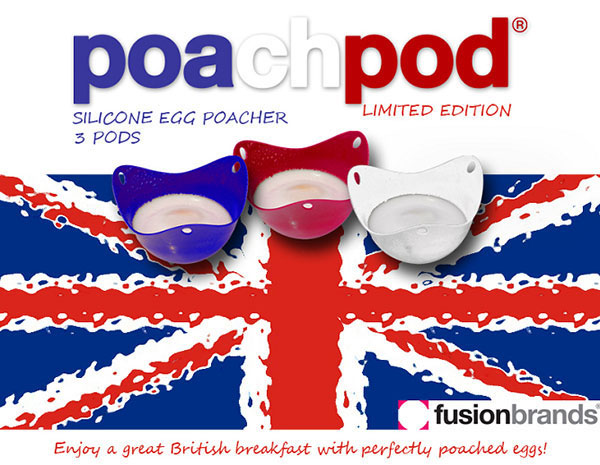 poachpod®
SILICONE EGG POACHER
3 PODS
LIMITED EDITION
fusionbrands®
Enjoy a great British breakfast with perfectly poached eggs!